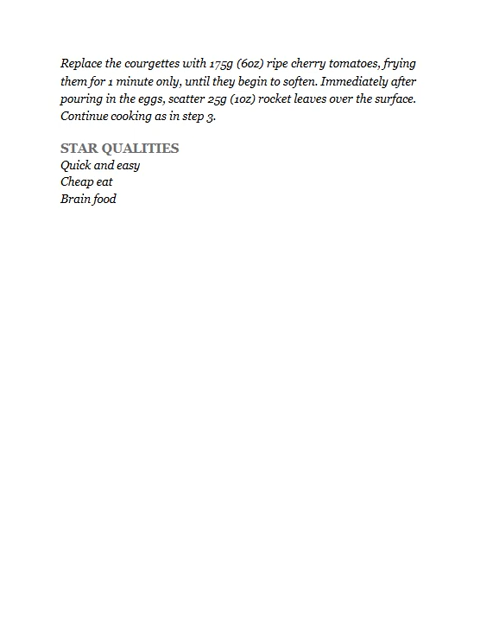 Replace the courgettes with 175g (6oz) ripe cherry tomatoes, frying
them for 1 minute only, until they begin to soften. Immediately after
pouring in the eggs, scatter 25g (1oz) rocket leaves over the surface.
Continue cooking as in step 3.
STAR QUALITIES
Quick and easy
Cheap eat
Brain food